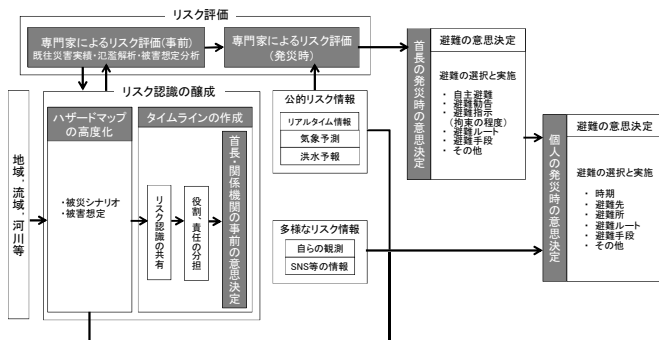 リスク評価
専門家によるリスク評価(事前)
既往災害実績・氾濫解析・被害想定分析
専門家によるリスク評価
(発災時)
リスク認識の醸成
ハザードマップ
の高度化
・被災シナリオ
・被害想定
タイムラインの作成
リスク認識の共有
役割、責任の分担
首長・関係機関の事前の意思決定
地域、流域、河川等
公的リスク情報
リアルタイム情報
気象予測
洪水予報
多様なリスク情報
自らの観測
SNS等の情報
首長の発災時の意思決定
避難の意思決定
避難の選択と実施
・ 自主避難
・ 避難勧告
・ 避難指示
(拘束の程度)
・ 避難ルート
・ 避難手段
・ その他
個人の発災時の意思決定
避難の意思決定
避難の選択と実施
・ 時期
・ 避難先
・ 避難所
・ 避難ルート
・ 避難手段
・ その他